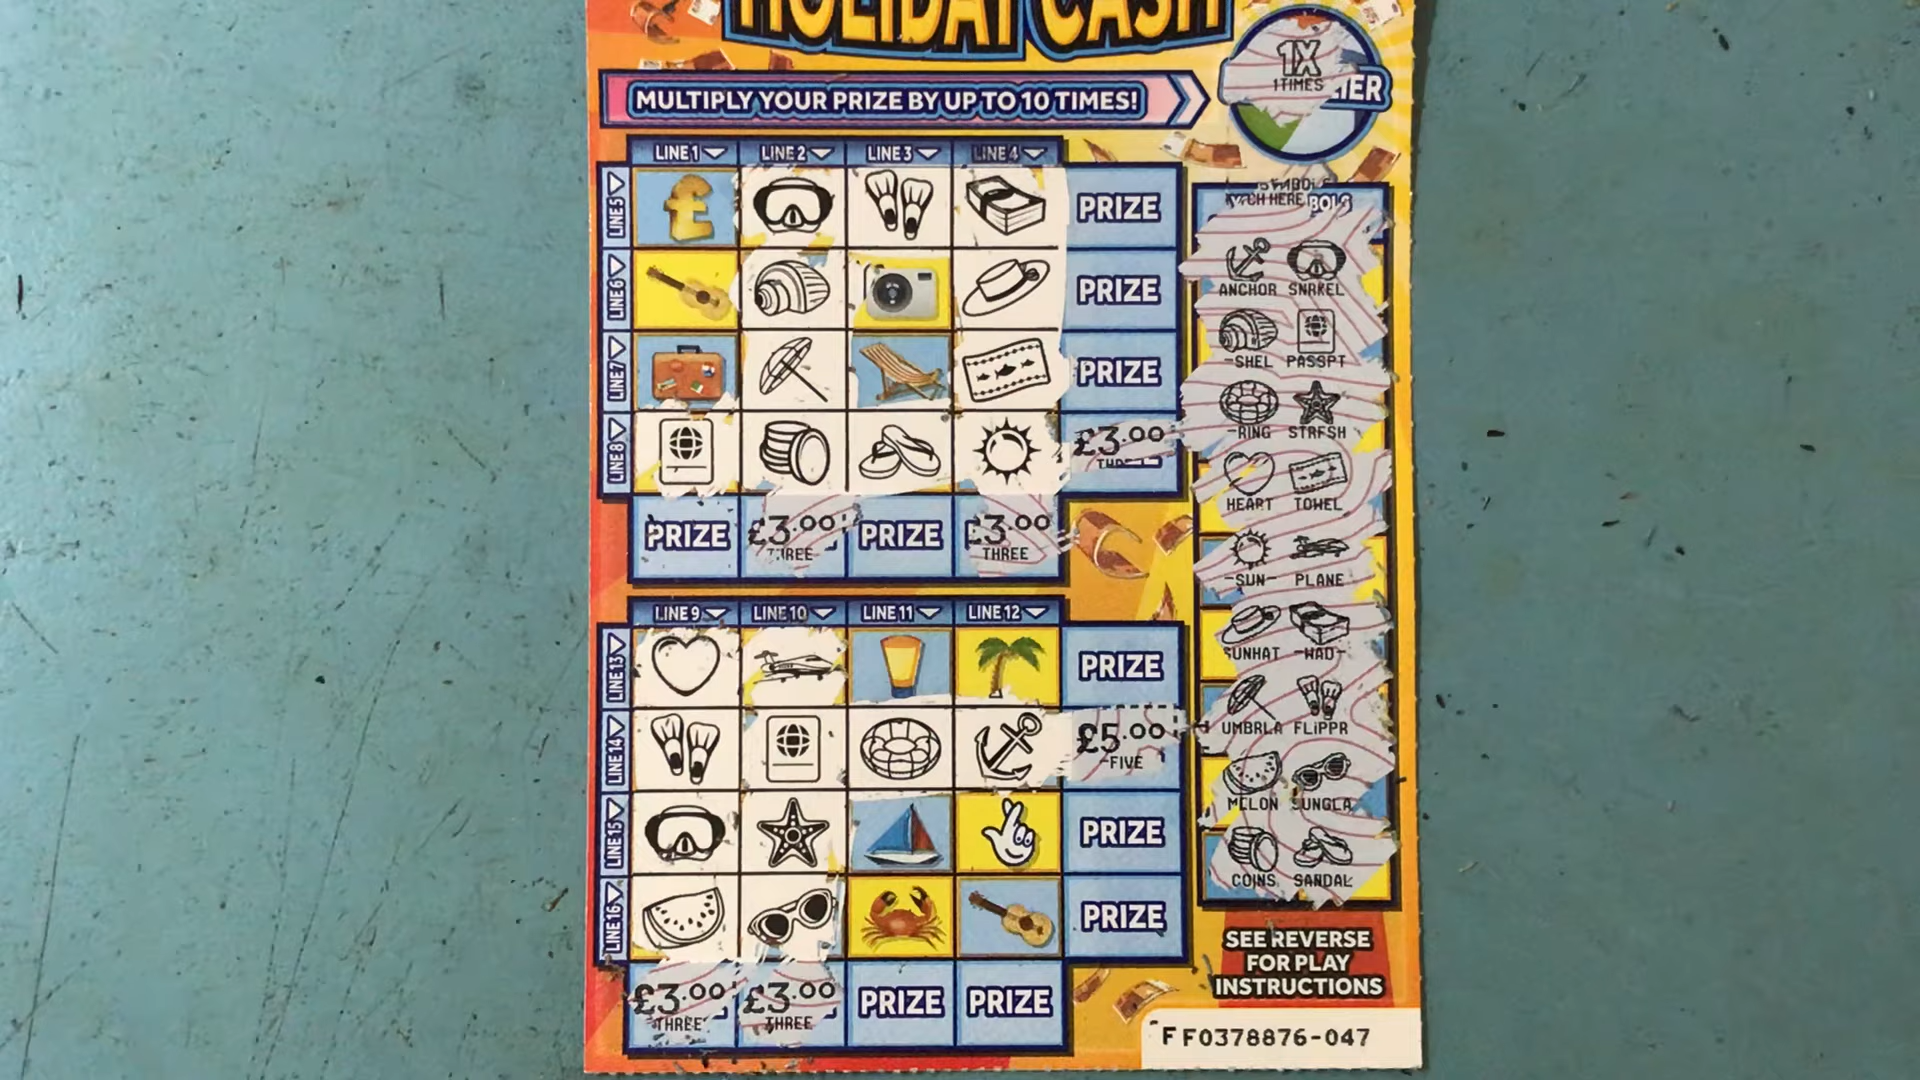 HOLIDAY CASH
1X
1TIMES
MULTIPLY YOUR PRIZE BY UP TO 10 TIMES!
LINE 1 LINE 2 LINE 3 LINE 4
LINE 5 PRIZE
LINE 6 PRIZE
LINE 7 PRIZE
LINE 8 £3.00
PRIZE £3.00 PRIZE £3.00
THREE THREE
LINE 9 LINE 10 LINE 11 LINE 12
LINE 13 PRIZE
LINE 14 £5.00
-FIVE
LINE 15 PRIZE
LINE 16 PRIZE
£3.00 £3.00 PRIZE PRIZE
THREE THREE
HERE
ANCHOR SNRKEL
-SHEL PASSPT
-RING STRFSH
HEART TOWEL
-SUN- PLANE
SUNHAT -WAD-
UMBRLA FLIPPR
MELON SUNGLA
COINS SANDAL
SEE REVERSE
FOR PLAY
INSTRUCTIONS
FF0378876-047